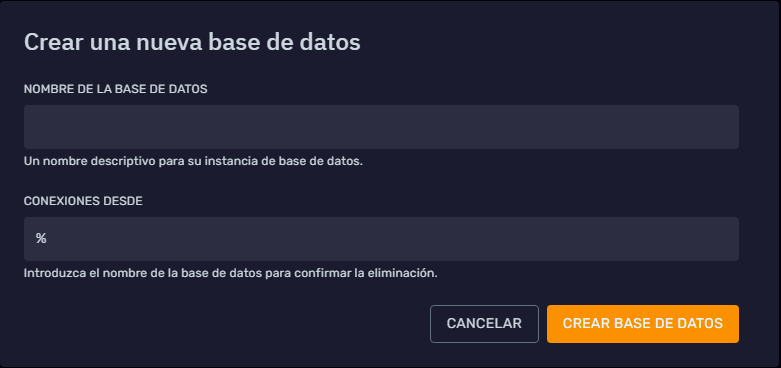 Crear una nueva base de datos
NOMBRE DE LA BASE DE DATOS
Un nombre descriptivo para su instancia de base de datos.
CONEXIONES DESDE
%
Introduzca el nombre de la base de datos para confirmar la eliminación.
CANCELAR CREAR BASE DE DATOS